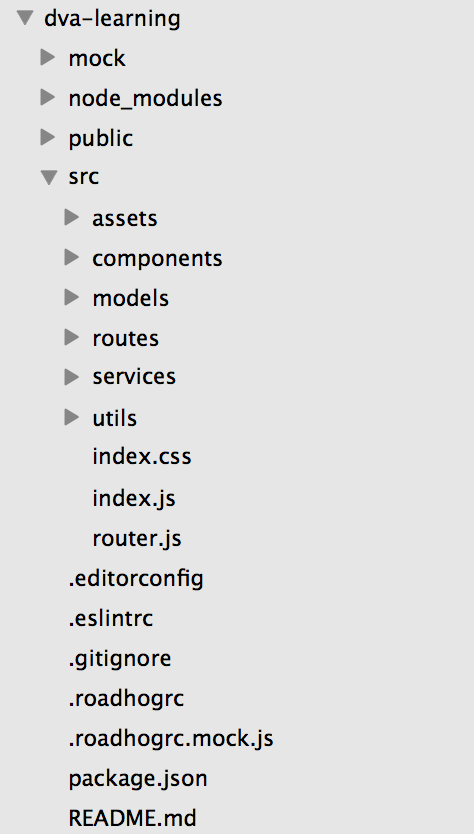 dva-learning
mock
node_modules
public
src
assets
components
models
routes
services
utils
index.css
index.js
router.js
.editorconfig
.eslintrc
.gitignore
.roadhogrc
.roadhogrc.mock.js
package.json
README.md